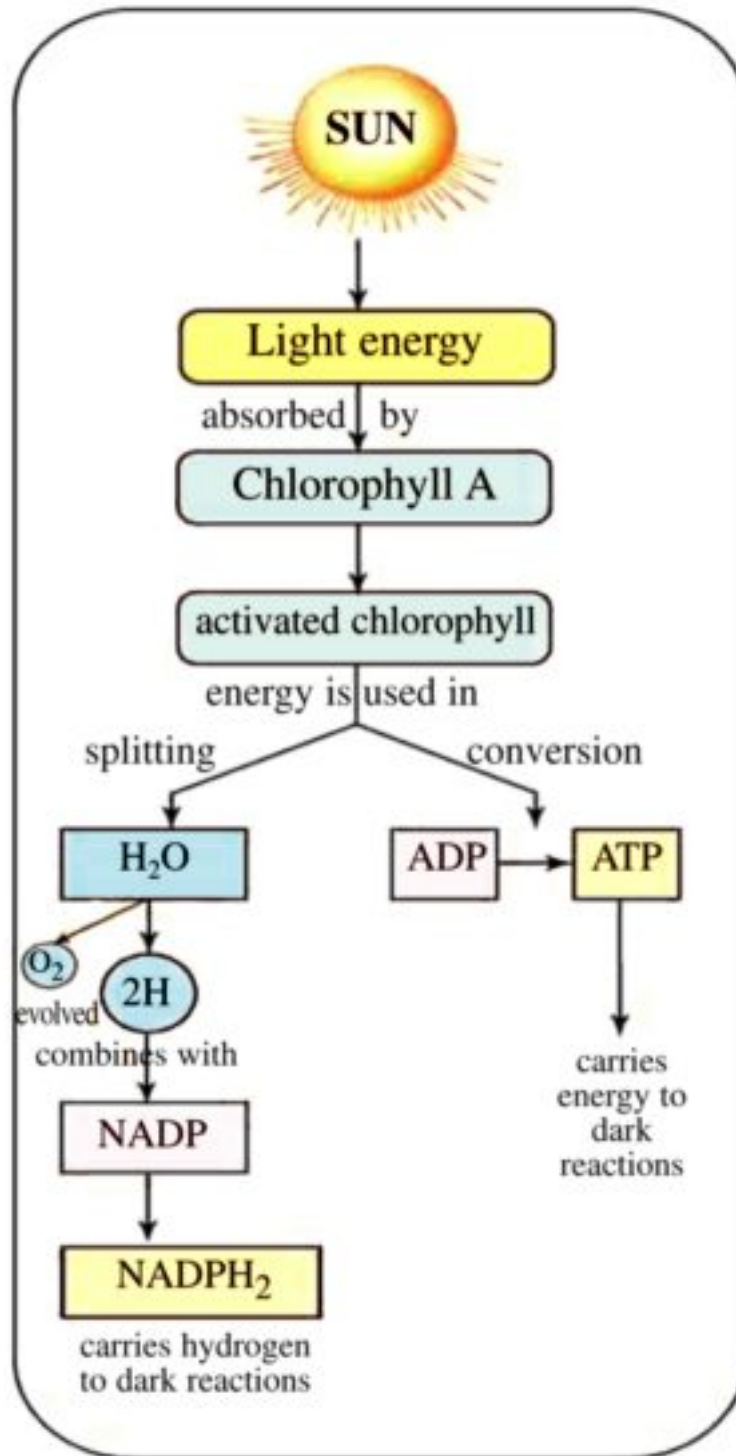 SUN
Light energy
absorbed by
Chlorophyll A
activated chlorophyll
energy is used in
splitting
conversion
H₂O
ADP
ATP
O₂
evolved
2H
combines with
NADP
NADPH₂
carries hydrogen
to dark reactions
carries
energy to
dark
reactions